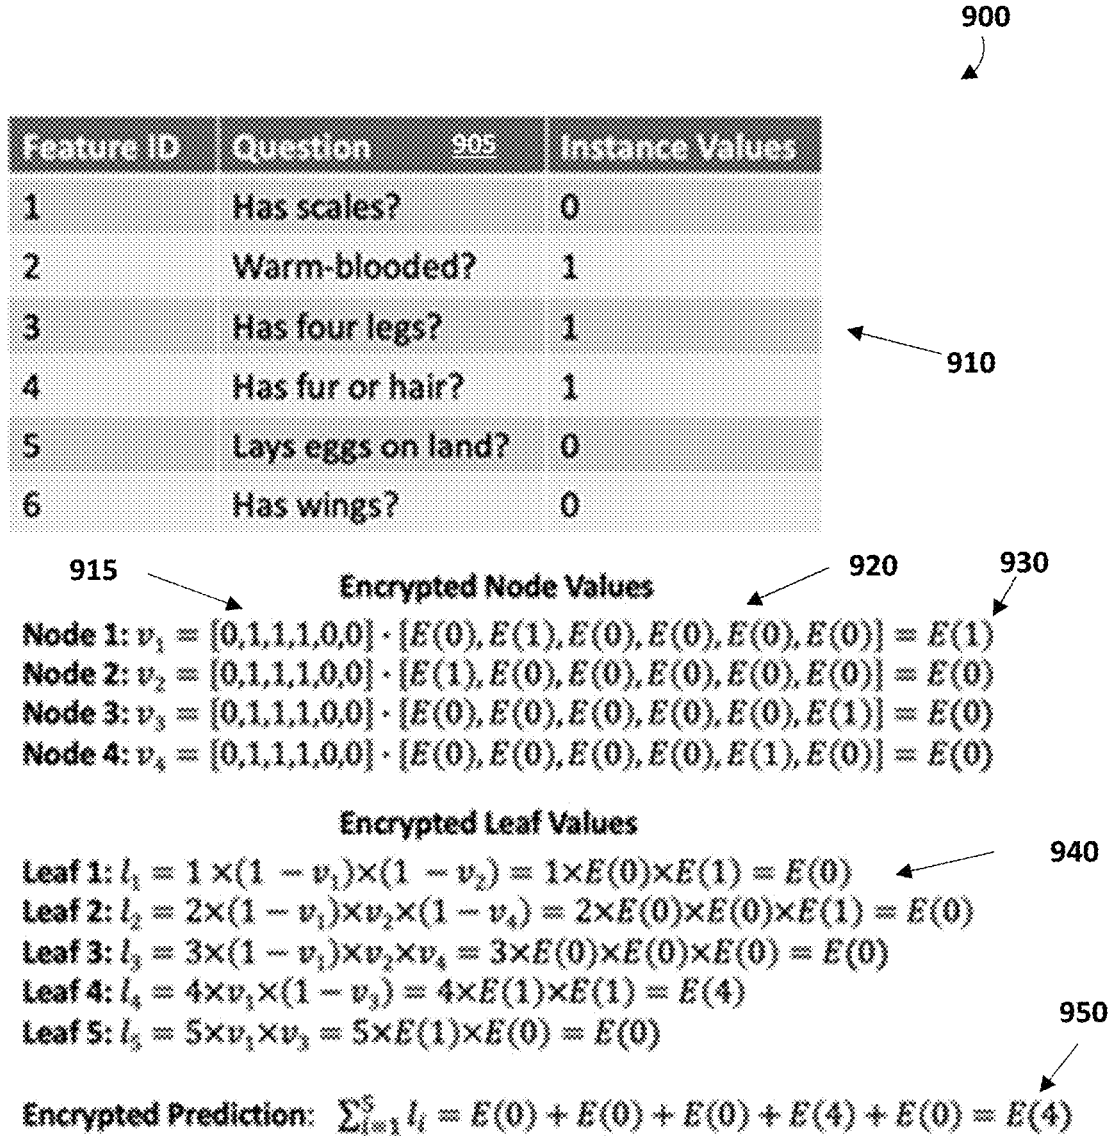 900
Feature ID Question 905 Instance Values
1 Has scales? 0
2 Warm-blooded? 1
3 Has four legs? 1
4 Has fur or hair? 1
5 Lays eggs on land? 0
6 Has wings? 0
910
915 Encrypted Node Values 920 930
Node 1: v₁ = [0,1,1,1,0,0] · [E(0), E(1), E(0), E(0), E(0), E(0)] = E(1)
Node 2: v₂ = [0,1,1,1,0,0] · [E(1), E(0), E(0), E(0), E(0), E(0)] = E(0)
Node 3: v₃ = [0,1,1,1,0,0] · [E(0), E(0), E(0), E(0), E(0), E(1)] = E(0)
Node 4: v₄ = [0,1,1,1,0,0] · [E(0), E(0), E(0), E(0), E(1), E(0)] = E(0)
Encrypted Leaf Values
Leaf 1: l₁ = 1 ×(1 − v₁)×(1 − v₂) = 1×E(0)×E(1) = E(0) 940
Leaf 2: l₂ = 2×(1 − v₁)×v₂×(1 − v₄) = 2×E(0)×E(0)×E(1) = E(0)
Leaf 3: l₃ = 3×(1 − v₁)×v₂×v₄ = 3×E(0)×E(0)×E(0) = E(0)
Leaf 4: l₄ = 4×v₁×(1 − v₃) = 4×E(1)×E(1) = E(4)
Leaf 5: l₅ = 5×v₁×v₃ = 5×E(1)×E(0) = E(0)
950
Encrypted Prediction: ∑⁵ᵢ₌₁ lᵢ = E(0) + E(0) + E(0) + E(4) + E(0) = E(4)